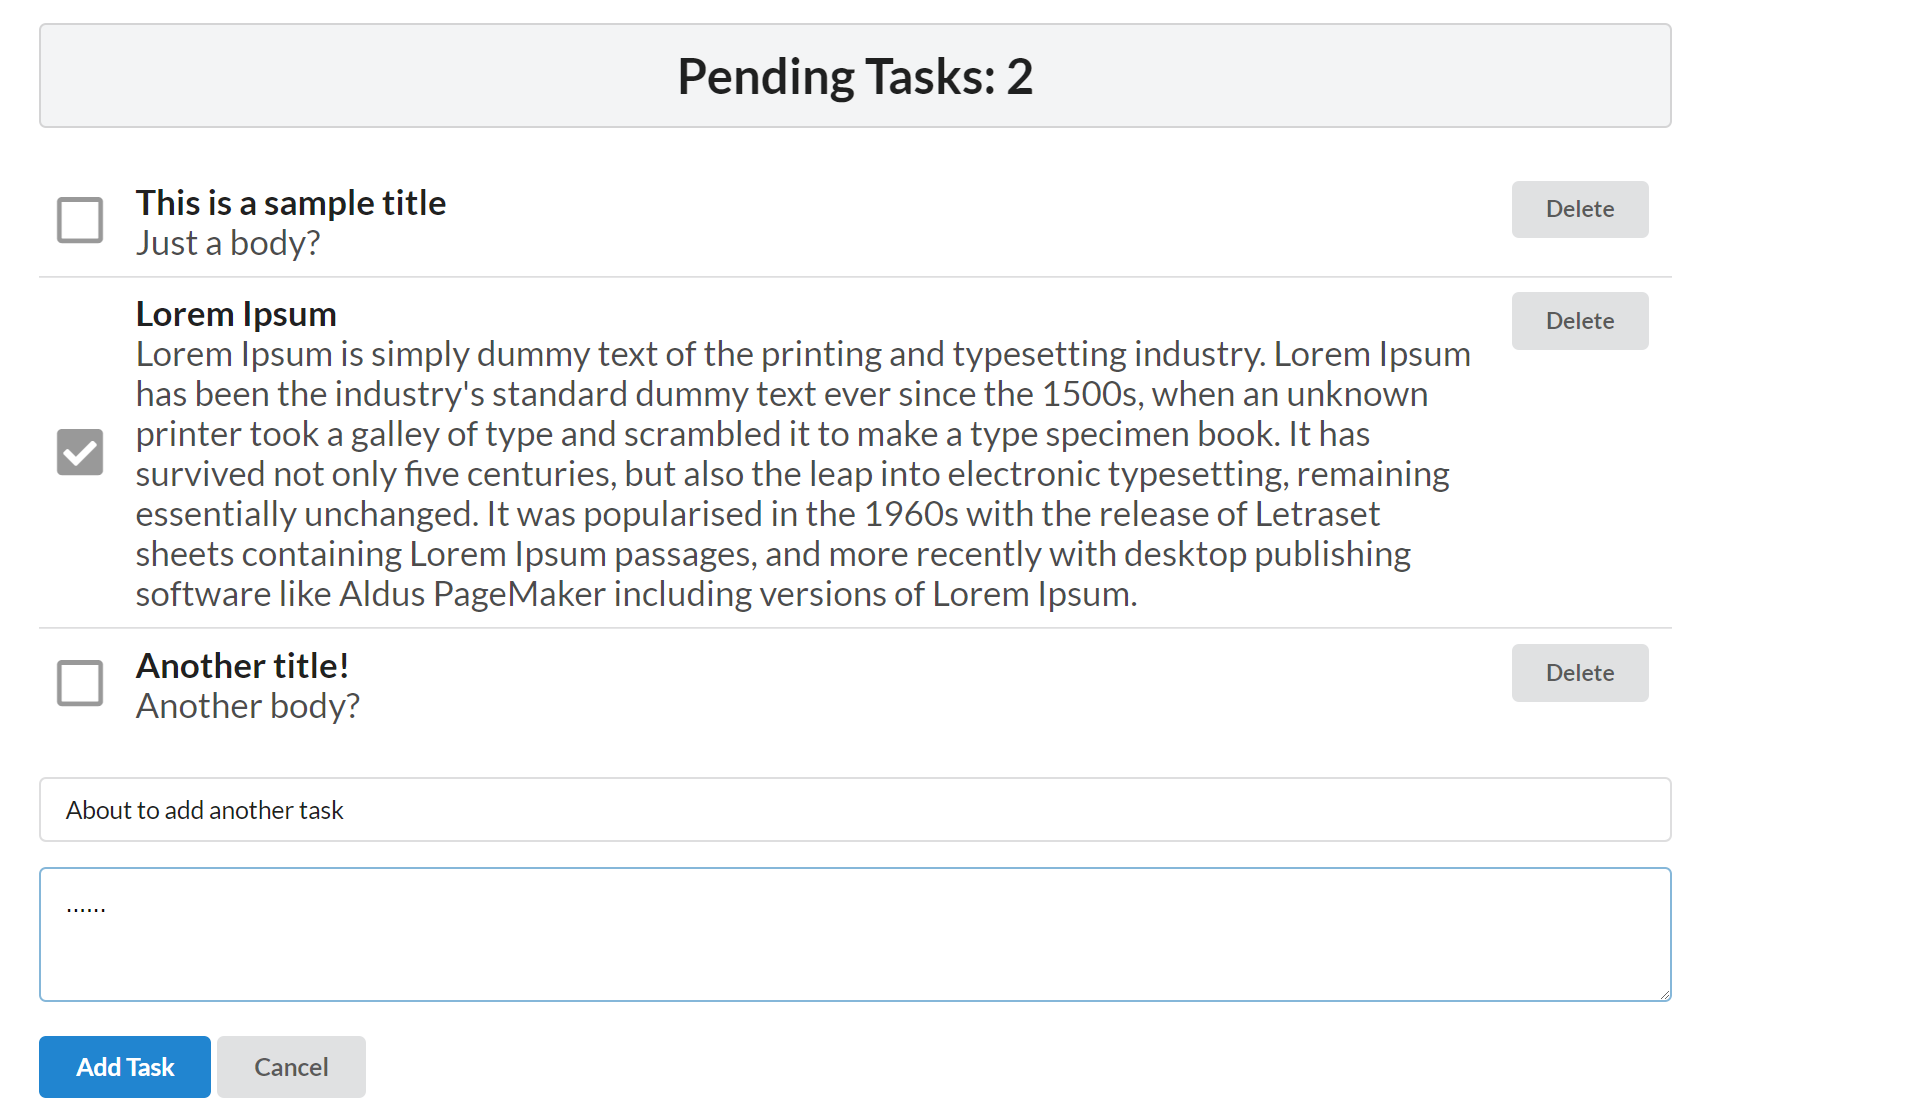 Pending Tasks: 2
This is a sample title
Delete
Just a body?
Lorem Ipsum
Delete
Lorem Ipsum is simply dummy text of the printing and typesetting industry. Lorem Ipsum
has been the industry's standard dummy text ever since the 1500s, when an unknown
printer took a galley of type and scrambled it to make a type specimen book. It has
survived not only five centuries, but also the leap into electronic typesetting, remaining
essentially unchanged. It was popularised in the 1960s with the release of Letraset
sheets containing Lorem Ipsum passages, and more recently with desktop publishing
software like Aldus PageMaker including versions of Lorem Ipsum.
Another title!
Delete
Another body?
About to add another task
......
Add Task
Cancel